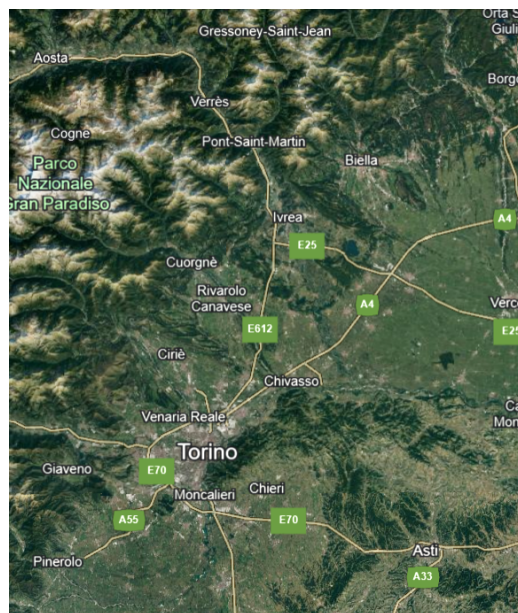 Orta S
Giuli
Gressoney-Saint-Jean
Aosta
Borgo
Verrès
Cogne
Pont-Saint-Martin
Biella
Parco
Nazionale
Gran Paradiso
Ivrea
A4
E25
Cuorgnè
Rivarolo
Canavese
A4
Verce
E612
E25
Ciriè
Chivasso
Ca
Mon
Venaria Reale
Torino
Giaveno
E70
Moncalieri
Chieri
A55
E70
Pinerolo
Asti
A33